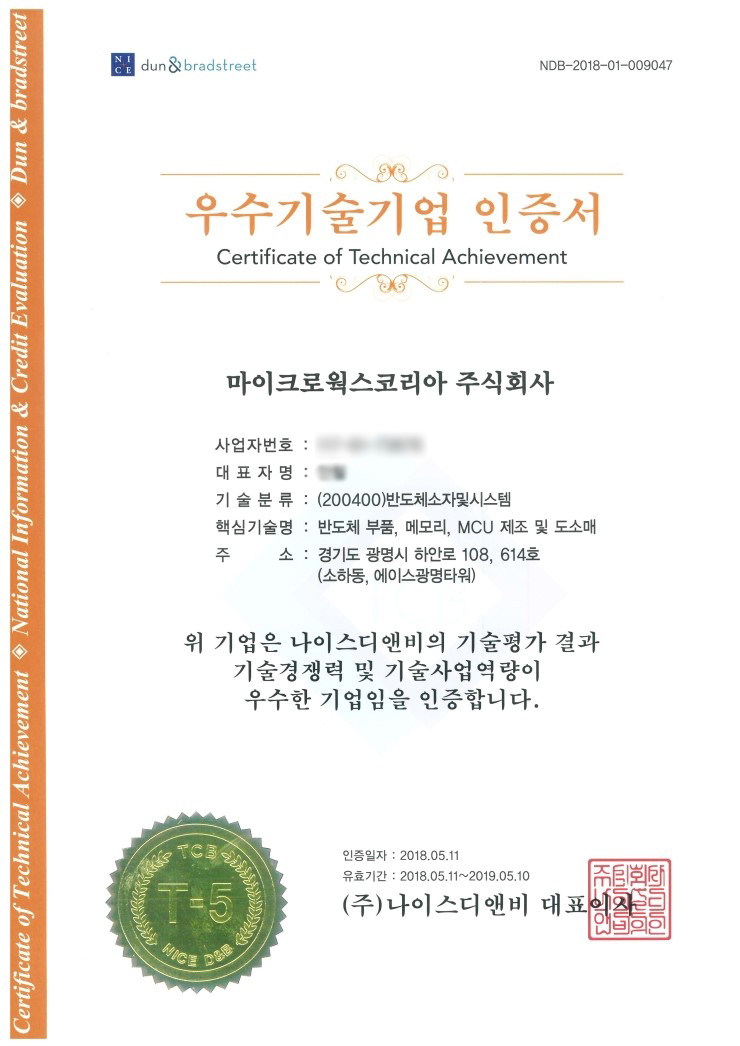 NICE dun & bradstreet
NDB-2018-01-009047
우수기술기업 인증서
Certificate of Technical Achievement
마이크로웍스코리아 주식회사
사업자번호 :
대 표 자 명 :
기 술 분 류 : (200400)반도체소자및시스템
핵심기술명 : 반도체 부품, 메모리, MCU 제조 및 도소매
주 소 : 경기도 광명시 하안로 108, 614호
(소하동, 에이스광명타워)
위 기업은 나이스디앤비의 기술평가 결과
기술경쟁력 및 기술사업역량이
우수한 기업임을 인증합니다.
TCB
T-5
NICE D&B
인증일자 : 2018.05.11
유효기간 : 2018.05.11~2019.05.10
(주)나이스디앤비 대표이사
Certificate of Technical Achievement ◈ National Information & Credit Evaluation ◈ Dun & bradstreet